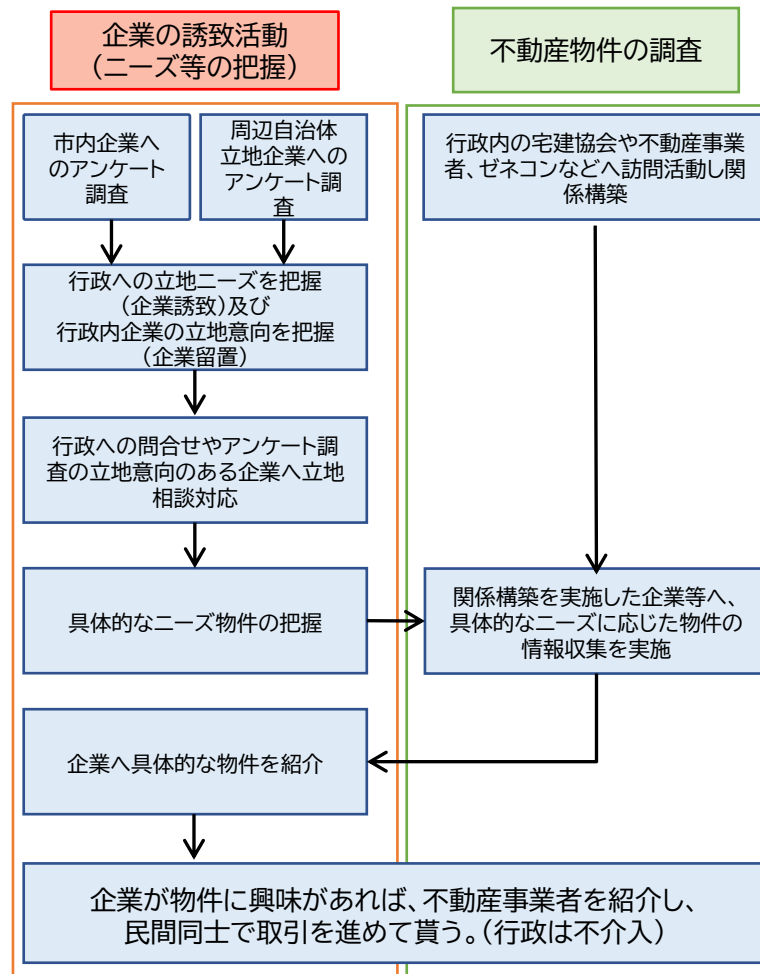 企業の誘致活動
（ニーズ等の把握）
不動産物件の調査
市内企業へ
のアンケート
調査
周辺自治体
立地企業への
アンケート調
査
行政への立地ニーズを把握
（企業誘致）及び
行政内企業の立地意向を把握
（企業留置）
行政への問合せやアンケート調
査の立地意向のある企業へ立地
相談対応
具体的なニーズ物件の把握
行政内の宅建協会や不動産事業
者、ゼネコンなどへ訪問活動し関
係構築
関係構築を実施した企業等へ、
具体的なニーズに応じた物件の
情報収集を実施
企業へ具体的な物件を紹介
企業が物件に興味があれば、不動産事業者を紹介し、
民間同士で取引を進めて貰う。（行政は不介入）